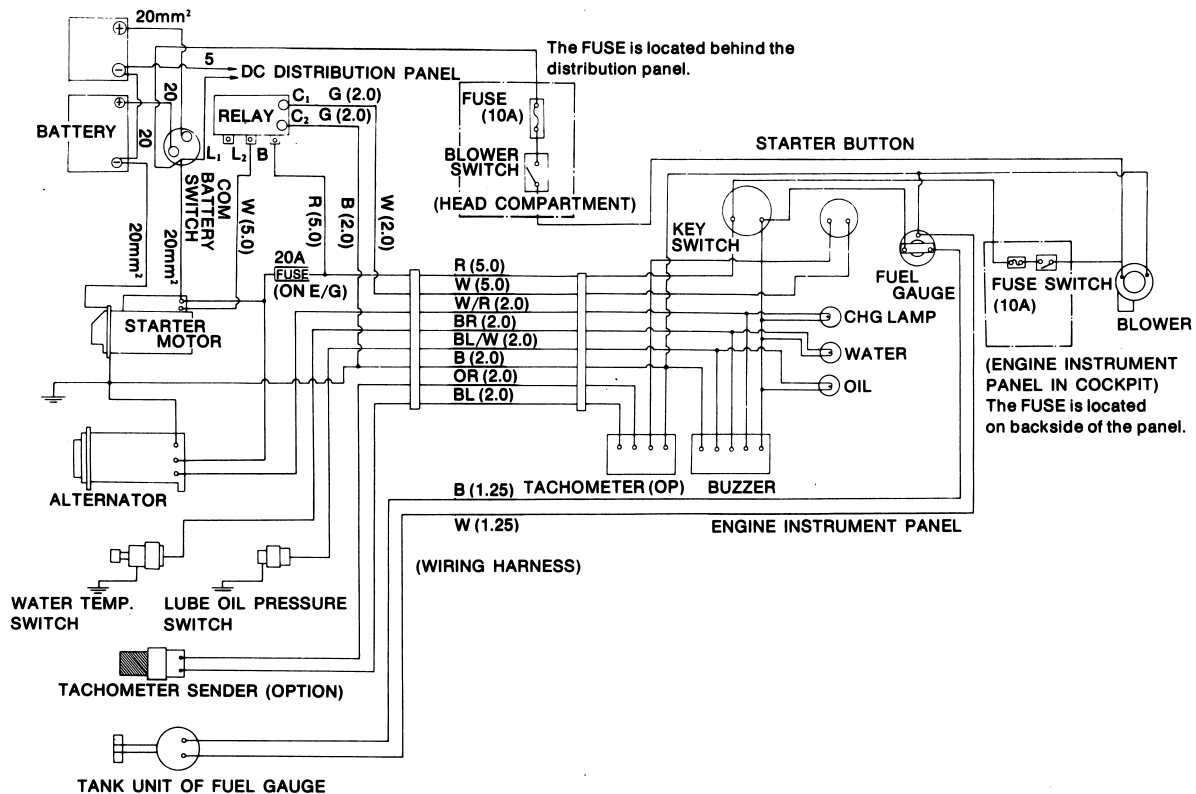 20mm²
+
The FUSE is located behind the
distribution panel.
5
−
DC DISTRIBUTION PANEL
20
C₁ G (2.0)
FUSE
(10A)
+
BATTERY
RELAY
C₂ G (2.0)
20
STARTER BUTTON
−
L₁ L₂ B
BLOWER
SWITCH
COM
BATTERY
SWITCH
W (5.0)
R (5.0)
B (2.0)
W (2.0)
(HEAD COMPARTMENT)
20mm²
20mm²
KEY
SWITCH
20A
FUSE
(ON E/G)
R (5.0)
W (5.0)
W/R (2.0)
BR (2.0)
BL/W (2.0)
B (2.0)
OR (2.0)
BL (2.0)
FUEL
GAUGE
FUSE SWITCH
(10A)
STARTER
MOTOR
CHG LAMP
BLOWER
WATER
OIL
(ENGINE INSTRUMENT
PANEL IN COCKPIT)
The FUSE is located
on backside of the panel.
ALTERNATOR
B (1.25)
TACHOMETER (OP)
BUZZER
W (1.25)
ENGINE INSTRUMENT PANEL
(WIRING HARNESS)
WATER TEMP.
SWITCH
LUBE OIL PRESSURE
SWITCH
TACHOMETER SENDER (OPTION)
TANK UNIT OF FUEL GAUGE